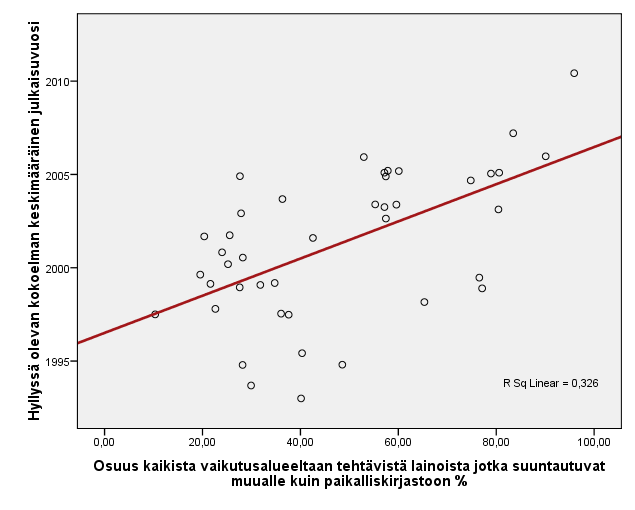 Hyllyssä olevan kokoelman keskimääräinen julkaisuvuosi
2010
2005
2000
1995
R Sq Linear = 0,326
0,00 20,00 40,00 60,00 80,00 100,00
Osuus kaikista vaikutusalueeltaan tehtävistä lainoista jotka suuntautuvat
muualle kuin paikalliskirjastoon %